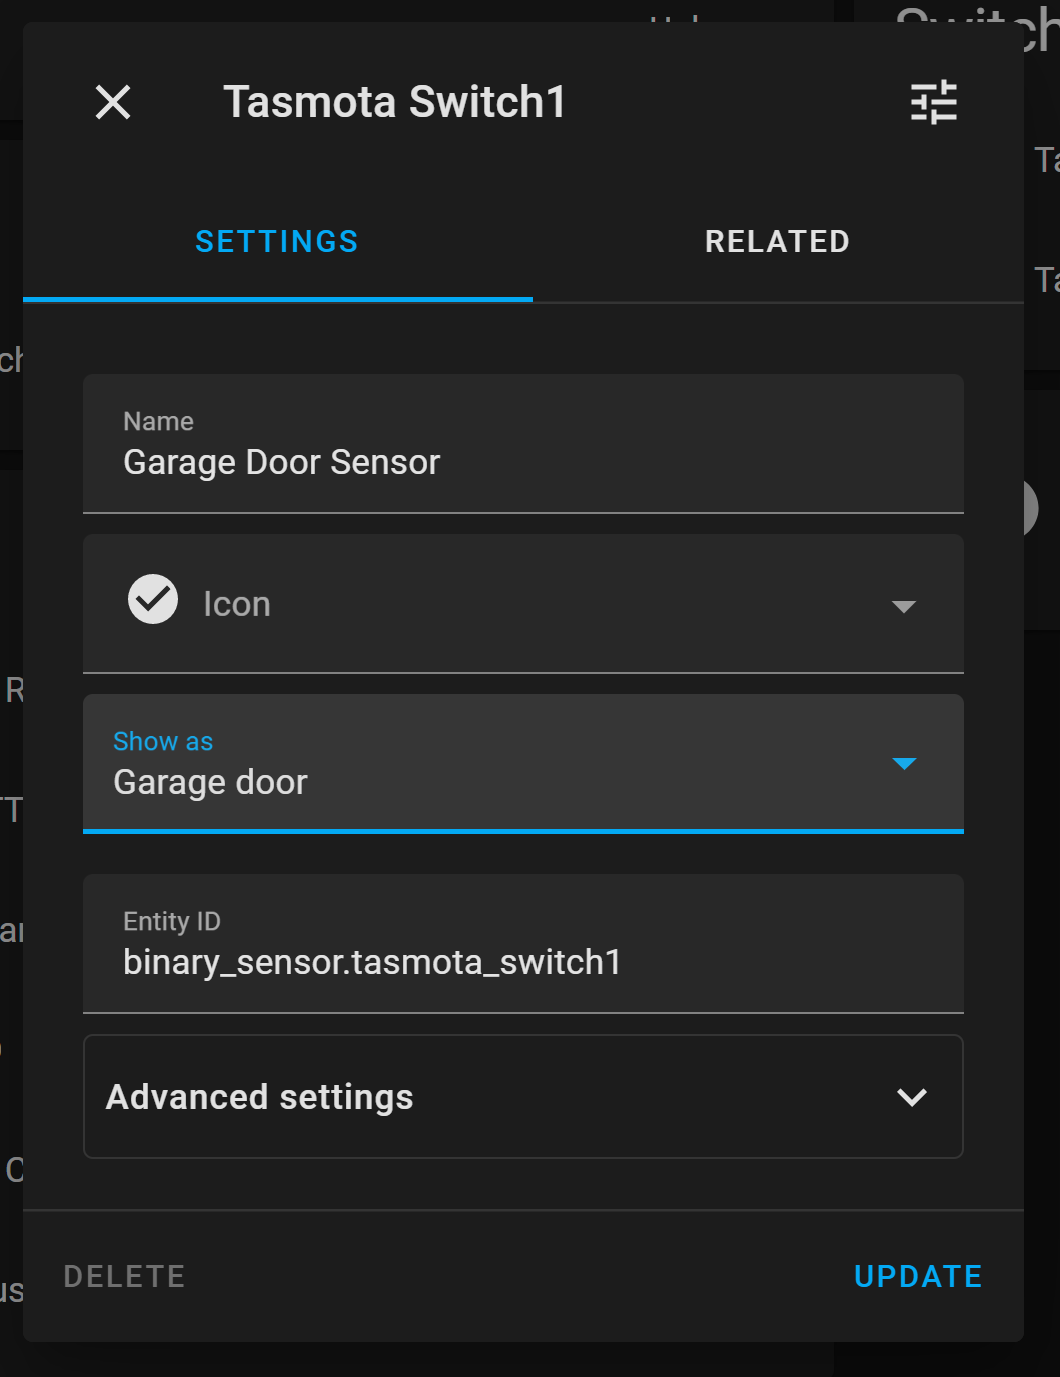 Tasmota Switch1
SETTINGS
RELATED
Name
Garage Door Sensor
Icon
Show as
Garage door
Entity ID
binary_sensor.tasmota_switch1
Advanced settings
DELETE
UPDATE